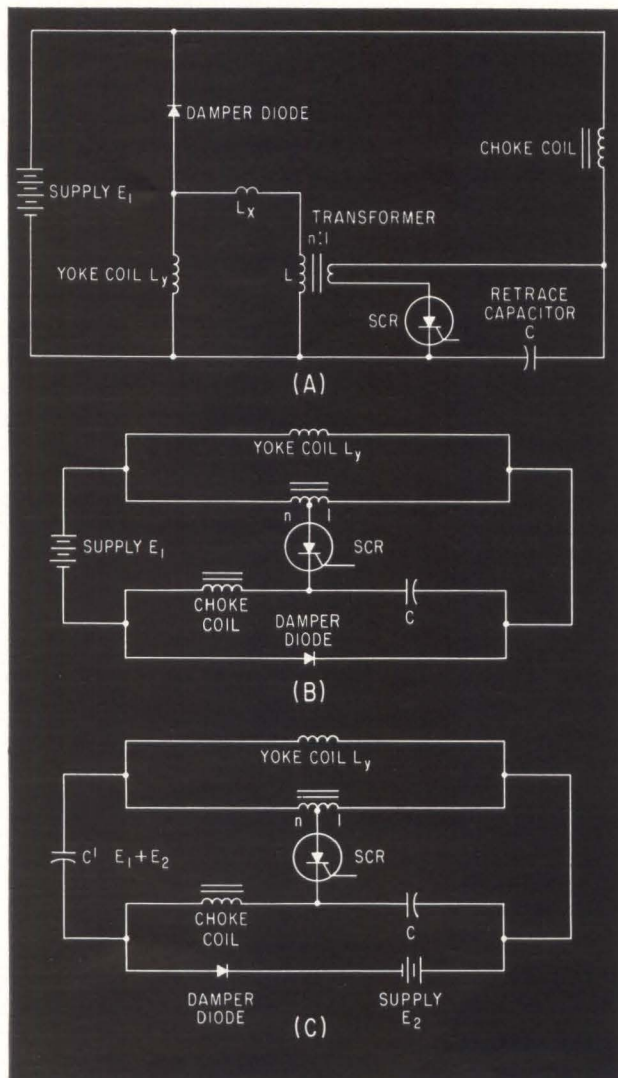 DAMPER DIODE
CHOKE COIL
SUPPLY E₁
Lₓ
TRANSFORMER
n:1
YOKE COIL Ly
L
RETRACE
CAPACITOR
C
SCR
(A)
YOKE COIL Ly
n 1
SUPPLY E₁
SCR
CHOKE
COIL
C
DAMPER
DIODE
(B)
YOKE COIL Ly
n 1
C' E₁+E₂
SCR
CHOKE
COIL
C
DAMPER
DIODE
SUPPLY
E₂
(C)